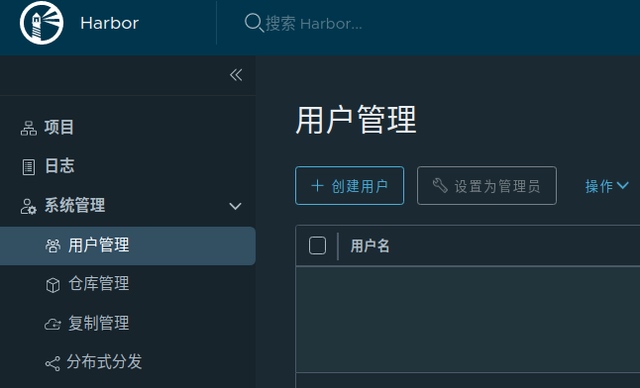 Harbor
搜索 Harbor...
项目
日志
系统管理
用户管理
仓库管理
复制管理
分布式分发
用户管理
创建用户 设置为管理员 操作
用户名